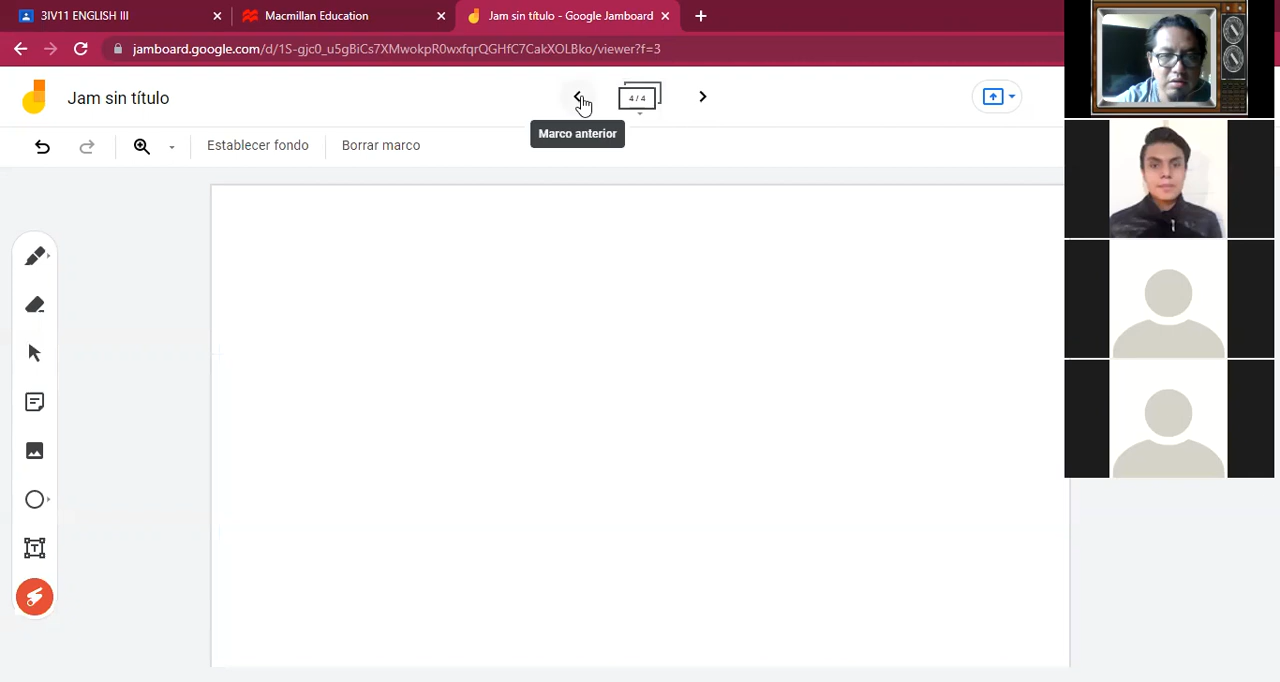 3IV11 ENGLISH III
Macmillan Education
Jam sin título - Google Jamboard
jamboard.google.com/d/1S-gjc0_u5gBiCs7XMwokpR0wxfqrQGHfC7CakXOLBko/viewer?f=3
Jam sin título
4 / 4
Marco anterior
Establecer fondo
Borrar marco